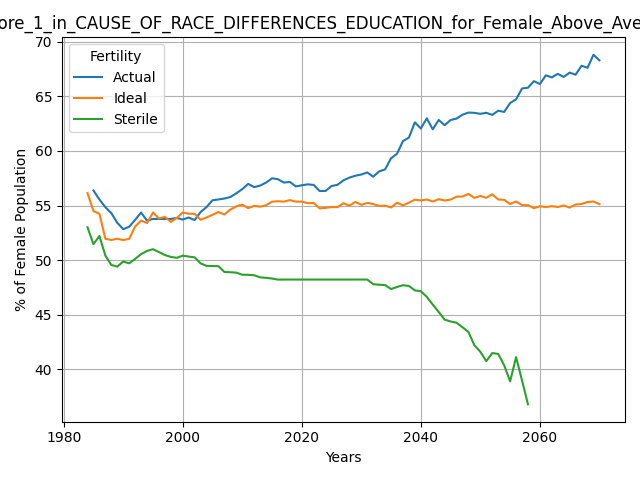 ore_1_in_CAUSE_OF_RACE_DIFFERENCES_EDUCATION_for_Female_Above_Ave
Fertility
Actual
Ideal
Sterile
% of Female Population
70
65
60
55
50
45
40
1980
2000
2020
2040
2060
Years